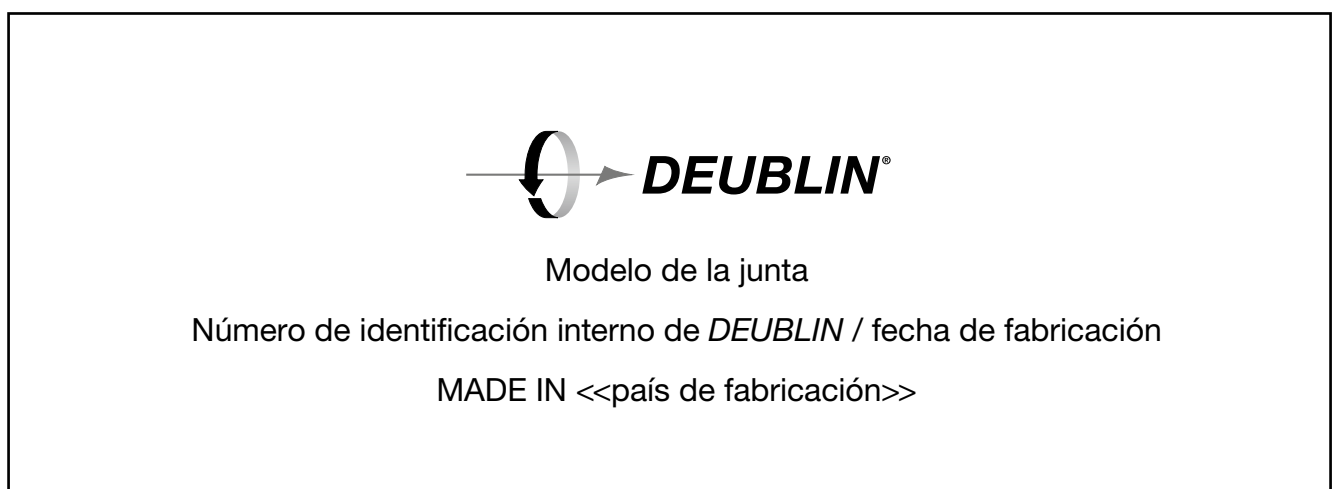 DEUBLIN®
Modelo de la junta
Número de identificación interno de DEUBLIN / fecha de fabricación
MADE IN <<país de fabricación>>